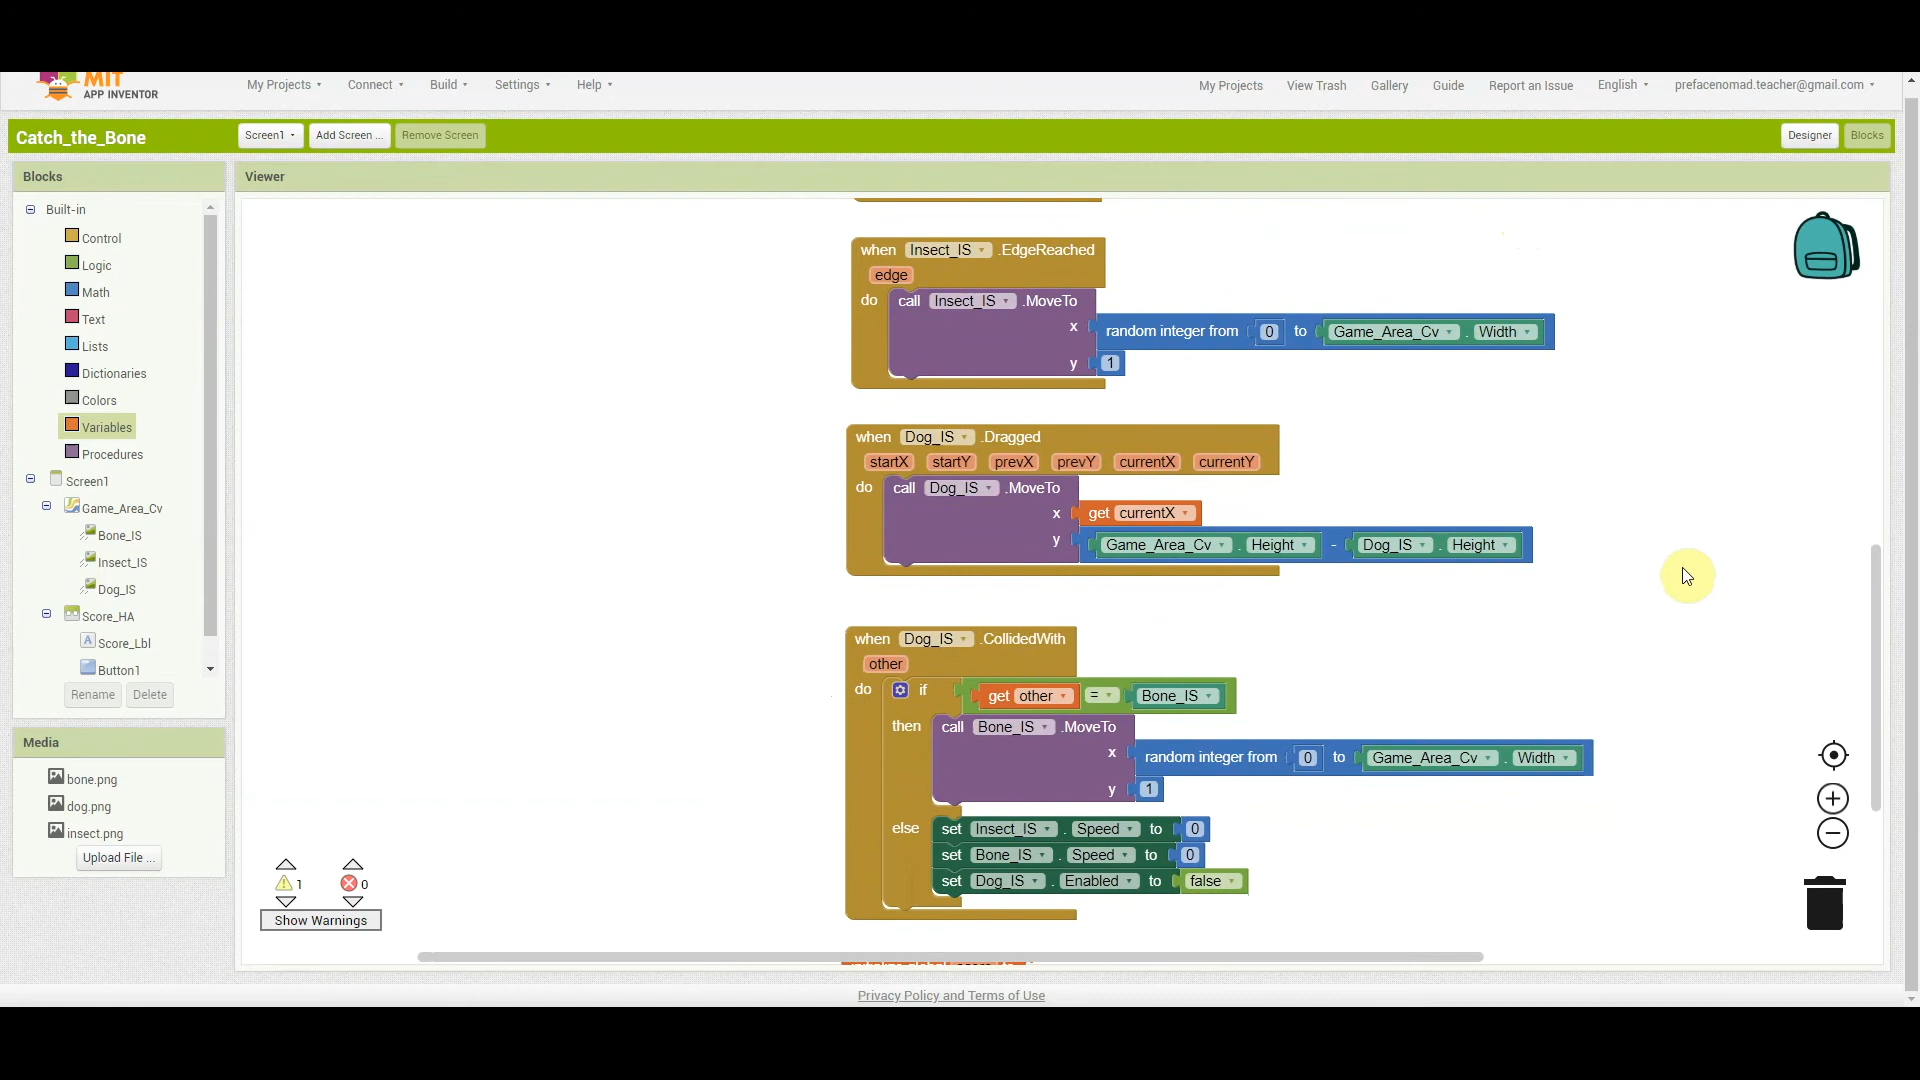 MIT
APP INVENTOR
My Projects Connect Build Settings Help My Projects View Trash Gallery Guide Report an Issue English prefacenomad.teacher@gmail.com
Catch_the_Bone Screen1 Add Screen ... Remove Screen Designer Blocks
Blocks
Built-in
Control
Logic
Math
Text
Lists
Dictionaries
Colors
Variables
Procedures
Screen1
Game_Area_Cv
Bone_IS
Insect_IS
Dog_IS
Score_HA
A Score_Lbl
Button1
Rename Delete
Media
bone.png
dog.png
insect.png
Upload File ...
Viewer
when Insect_IS .EdgeReached
edge
do call Insect_IS .MoveTo
x random integer from 0 to Game_Area_Cv . Width
y 1
when Dog_IS .Dragged
startX startY prevX prevY currentX currentY
do call Dog_IS .MoveTo
x get currentX
y Game_Area_Cv . Height - Dog_IS . Height
when Dog_IS .CollidedWith
other
do if get other = Bone_IS
then call Bone_IS .MoveTo
x random integer from 0 to Game_Area_Cv . Width
y 1
else set Insect_IS . Speed to 0
set Bone_IS . Speed to 0
set Dog_IS . Enabled to false
1 0
Show Warnings
Privacy Policy and Terms of Use